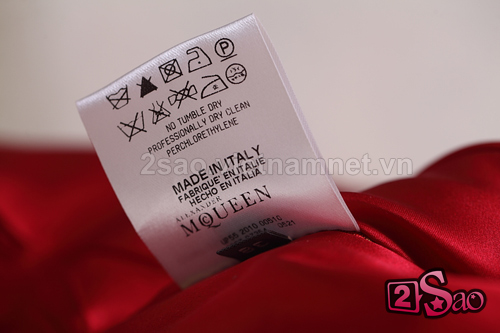 P
NO TUMBLE DRY
PROFESSIONALLY DRY CLEAN
PERCHLORETHYLENE
2sao.vietnamnet.vn
MADE IN ITALY
FABRIQUE' EN ITALIE
HECHO EN ITALIA
ALEXANDER
MCQUEEN
2Sao